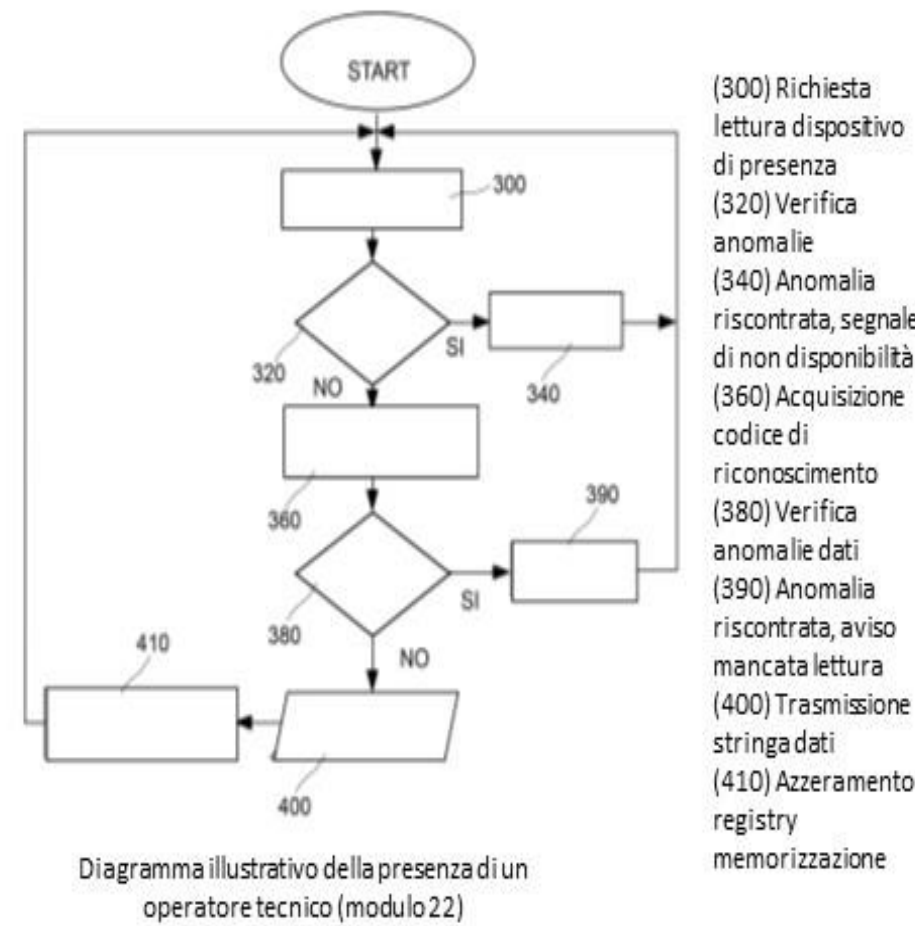 START
300
320
SI
NO
340
360
390
380
SI
NO
410
400
Diagramma illustrativo della presenza di un
operatore tecnico (modulo 22)
(300) Richiesta
lettura dispositivo
di presenza
(320) Verifica
anomalie
(340) Anomalia
riscontrata, segnale
di non disponibilità
(360) Acquisizione
codice di
riconoscimento
(380) Verifica
anomalie dati
(390) Anomalia
riscontrata, aviso
mancata lettura
(400) Trasmissione
stringa dati
(410) Azzeramento
registry
memorizzazione